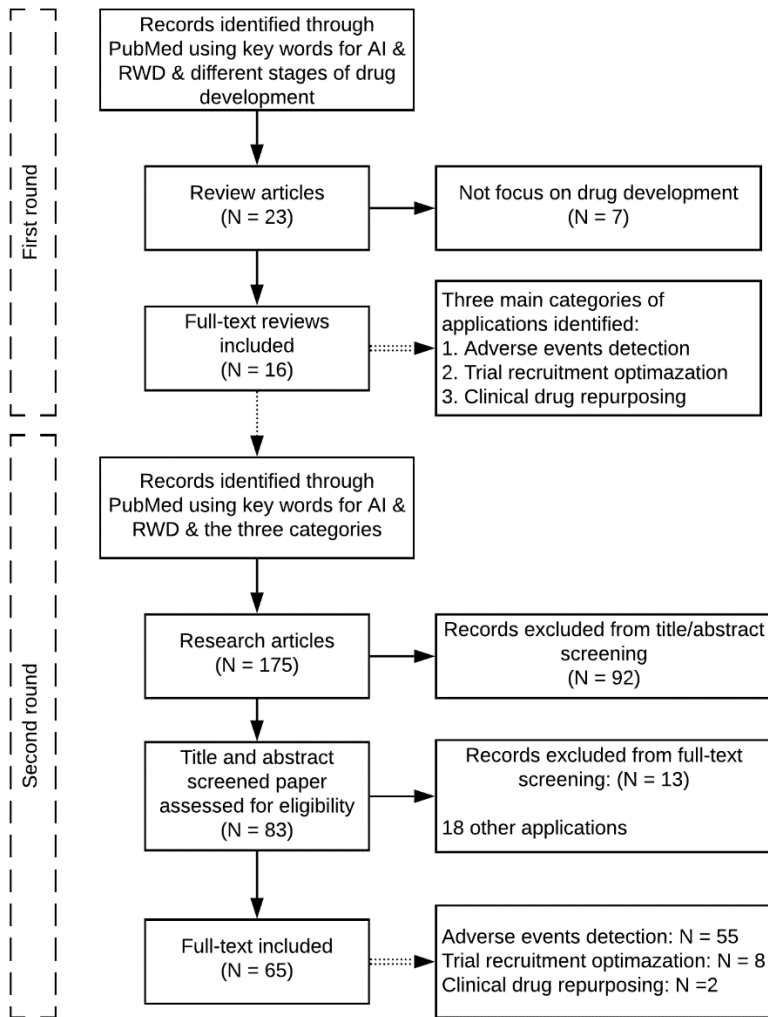 Records identified through
PubMed using key words for AI &
RWD & different stages of drug
development
First round
Review articles
(N = 23)
Not focus on drug development
(N = 7)
Full-text reviews
included
(N = 16)
Three main categories of
applications identified:
1. Adverse events detection
2. Trial recruitment optimazation
3. Clinical drug repurposing
Second round
Records identified through
PubMed using key words for AI &
RWD & the three categories
Research articles
(N = 175)
Records excluded from title/abstract
screening
(N = 92)
Title and abstract
screened paper
assessed for eligibility
(N = 83)
Records excluded from full-text
screening: (N = 13)
18 other applications
Full-text included
(N = 65)
Adverse events detection: N = 55
Trial recruitment optimazation: N = 8
Clinical drug repurposing: N =2